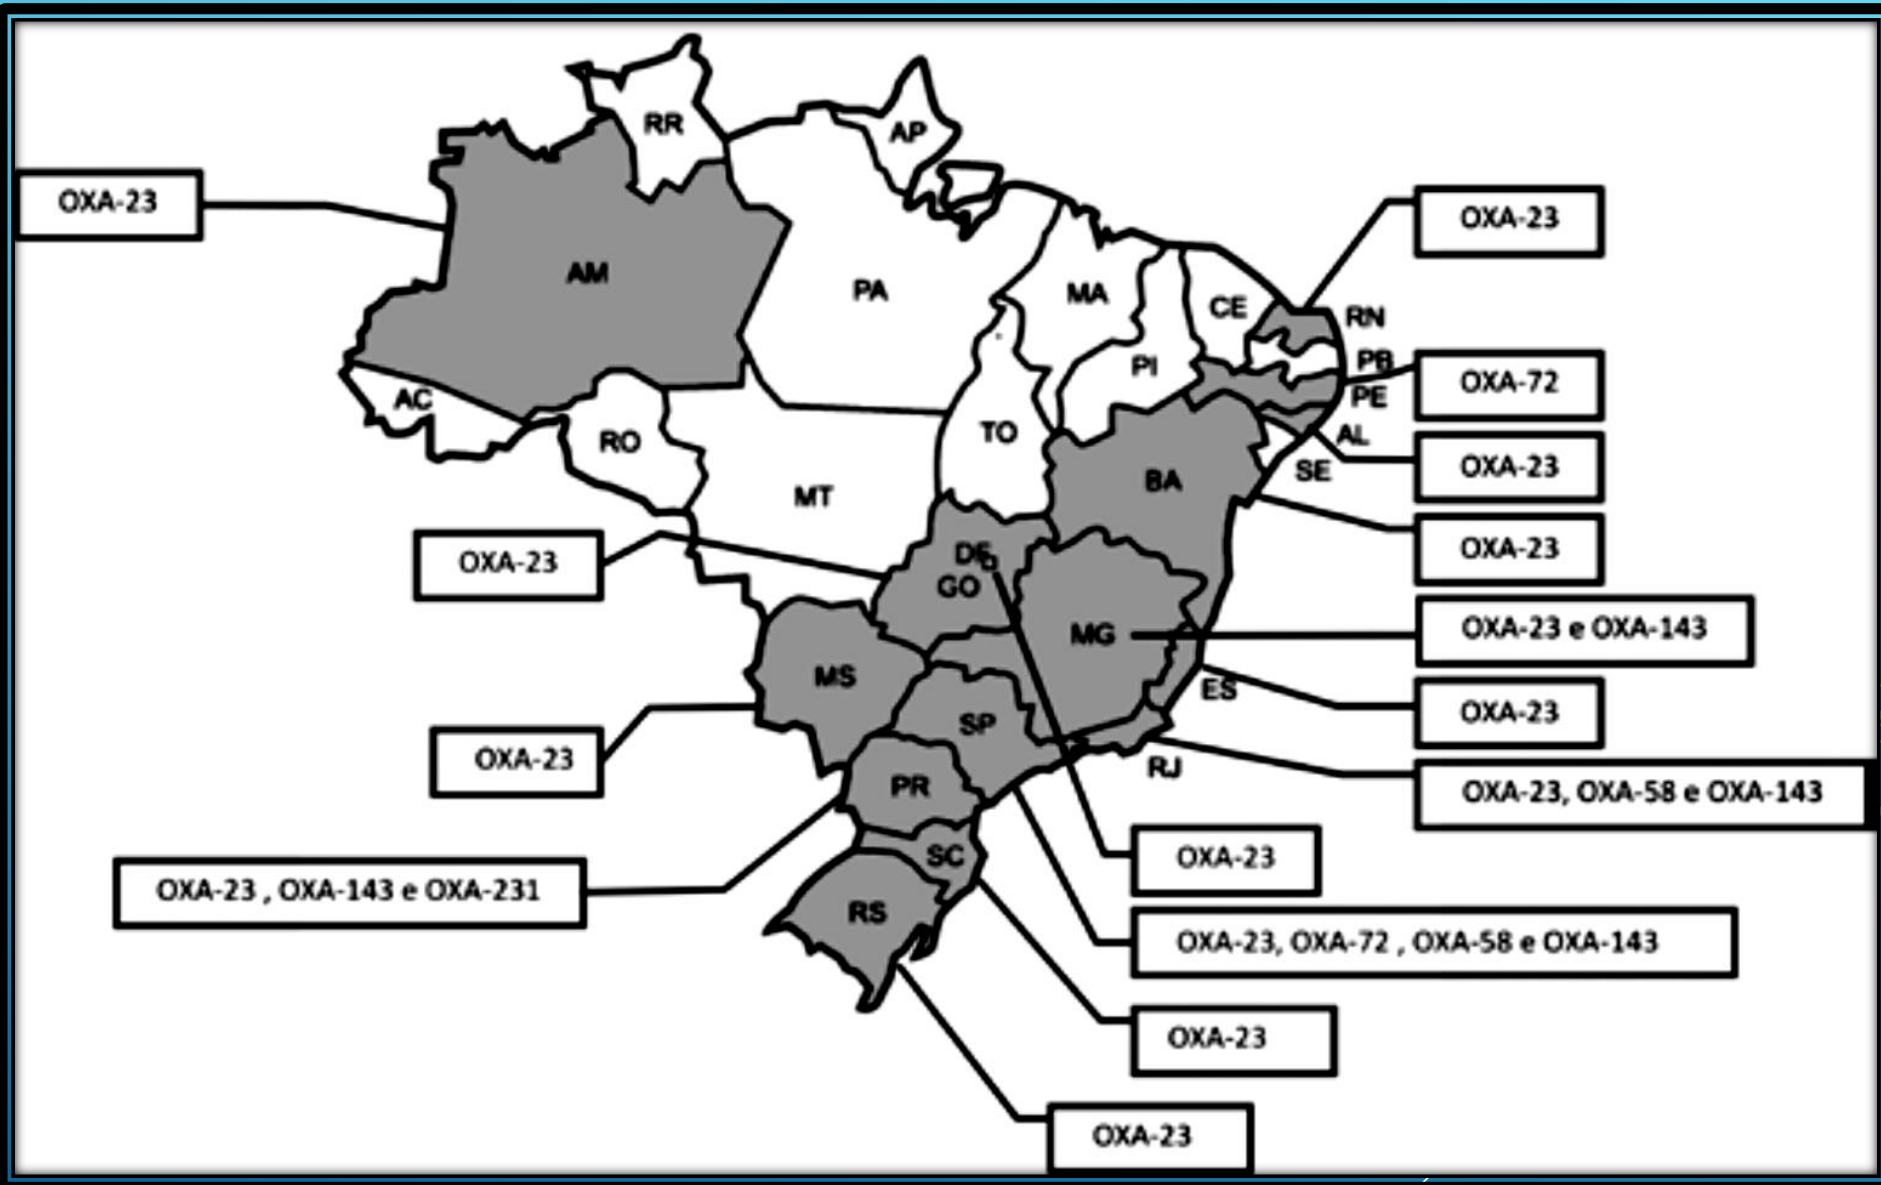 RR
AP
OXA-23
OXA-23
AM
PA
MA
CE
RN
PI
PB
OXA-72
PE
AC
TO
AL
RO
OXA-23
SE
BA
MT
OXA-23
DF
OXA-23
GO
MG
OXA-23 e OXA-143
MS
ES
OXA-23
SP
OXA-23
RJ
PR
OXA-23, OXA-58 e OXA-143
SC
OXA-23
OXA-23 , OXA-143 e OXA-231
RS
OXA-23, OXA-72 , OXA-58 e OXA-143
OXA-23
OXA-23